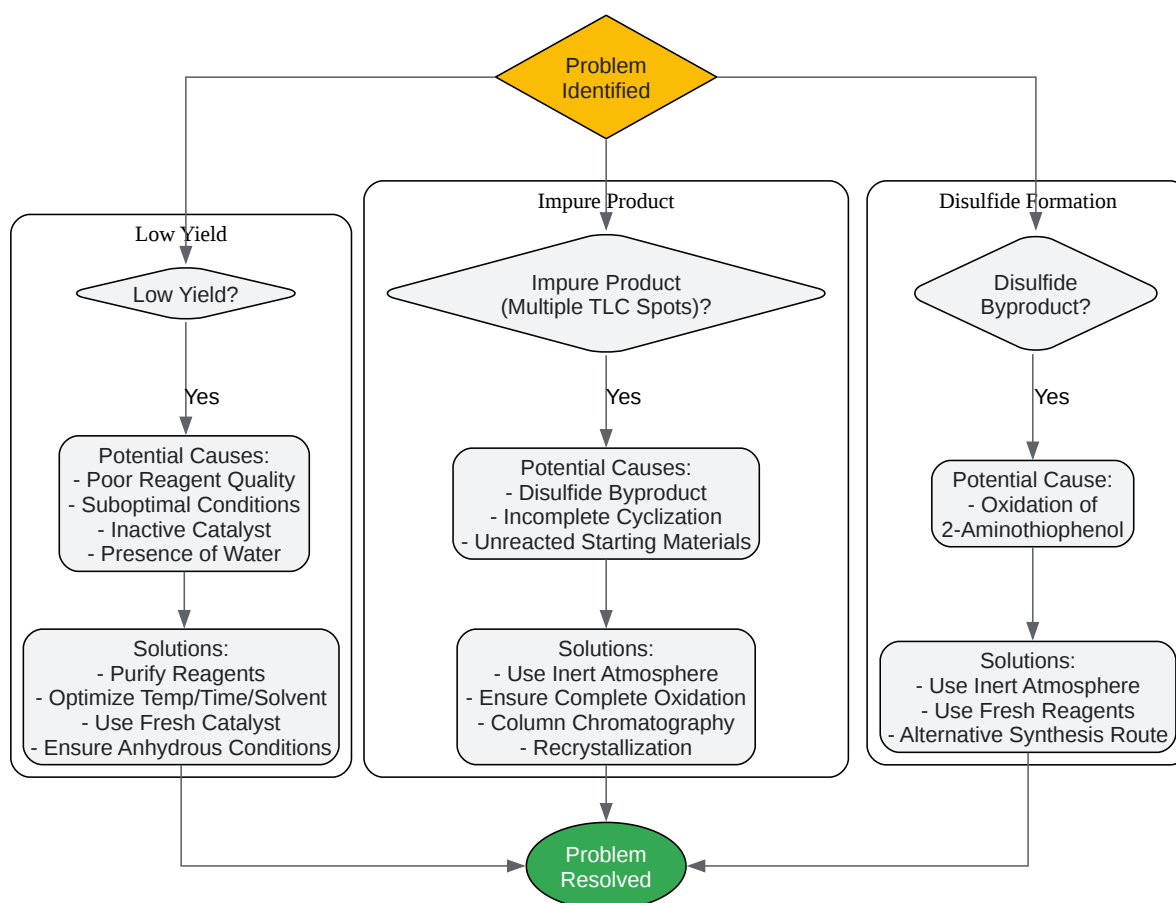 Problem
Identified
Low Yield
Low Yield?
Yes
Potential Causes:
- Poor Reagent Quality
- Suboptimal Conditions
- Inactive Catalyst
- Presence of Water
Solutions:
- Purify Reagents
- Optimize Temp/Time/Solvent
- Use Fresh Catalyst
- Ensure Anhydrous Conditions
Impure Product
Impure Product
(Multiple TLC Spots)?
Yes
Potential Causes:
- Disulfide Byproduct
- Incomplete Cyclization
- Unreacted Starting Materials
Solutions:
- Use Inert Atmosphere
- Ensure Complete Oxidation
- Column Chromatography
- Recrystallization
Disulfide Formation
Disulfide
Byproduct?
Yes
Potential Cause:
- Oxidation of
2-Aminothiophenol
Solutions:
- Use Inert Atmosphere
- Use Fresh Reagents
- Alternative Synthesis Route
Problem
Resolved